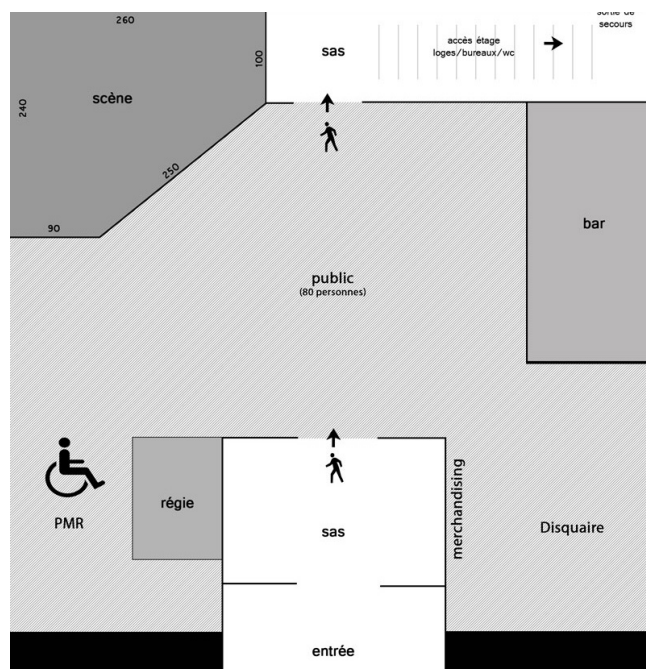 260
sortie de
secours
sas
accès étage
loges/bureaux/wc
100
scène
240
250
90
bar
public
(80 personnes)
régie
PMR
sas
merchandising
Disquaire
entrée